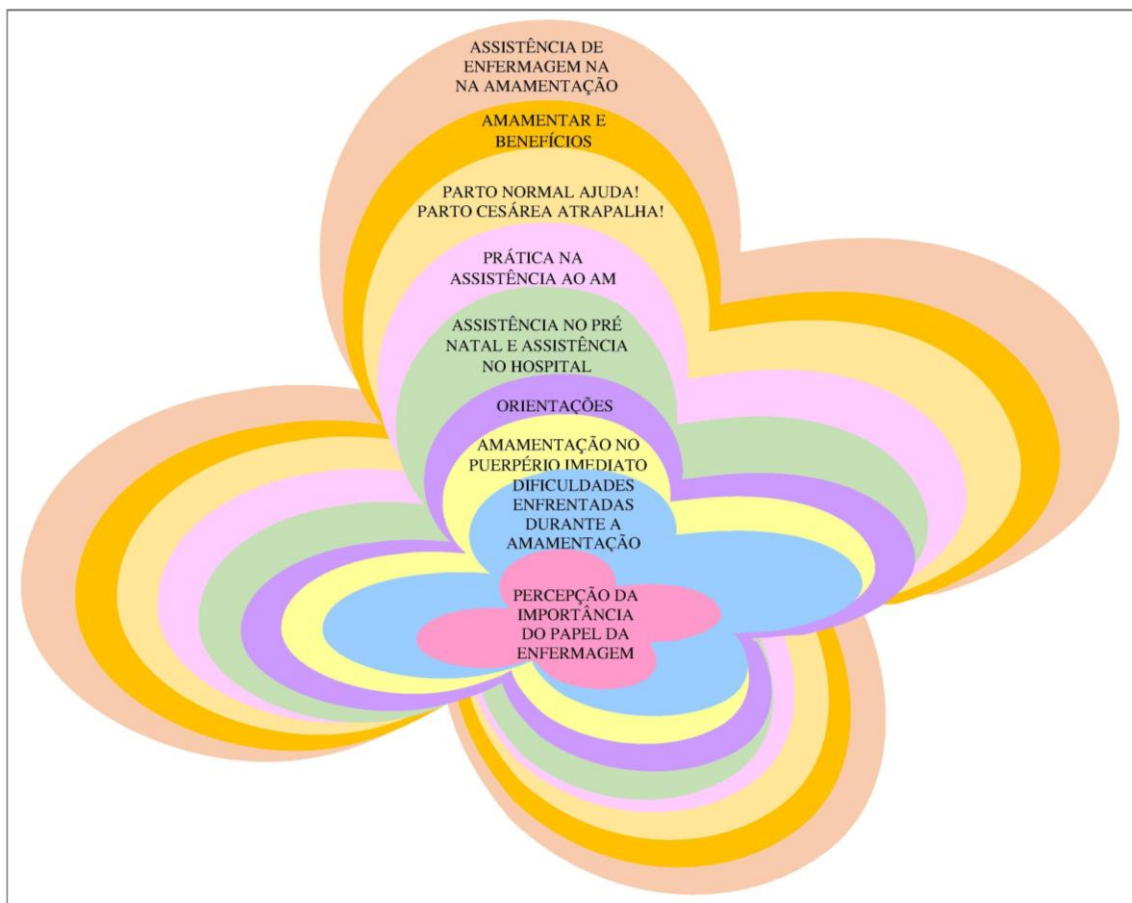 ASSISTÊNCIA DE
ENFERMAGEM NA
NA AMAMENTAÇÃO
AMAMENTAR E
BENEFÍCIOS
PARTO NORMAL AJUDA!
PARTO CESÁREA ATRAPALHA!
PRÁTICA NA
ASSISTÊNCIA AO AM
ASSISTÊNCIA NO PRÉ
NATAL E ASSISTÊNCIA
NO HOSPITAL
ORIENTAÇÕES
AMAMENTAÇÃO NO
PUERPÉRIO IMEDIATO
DIFICULDADES
ENFRENTADAS
DURANTE A
AMAMENTAÇÃO
PERCEPÇÃO DA
IMPORTÂNCIA
DO PAPEL DA
ENFERMAGEM